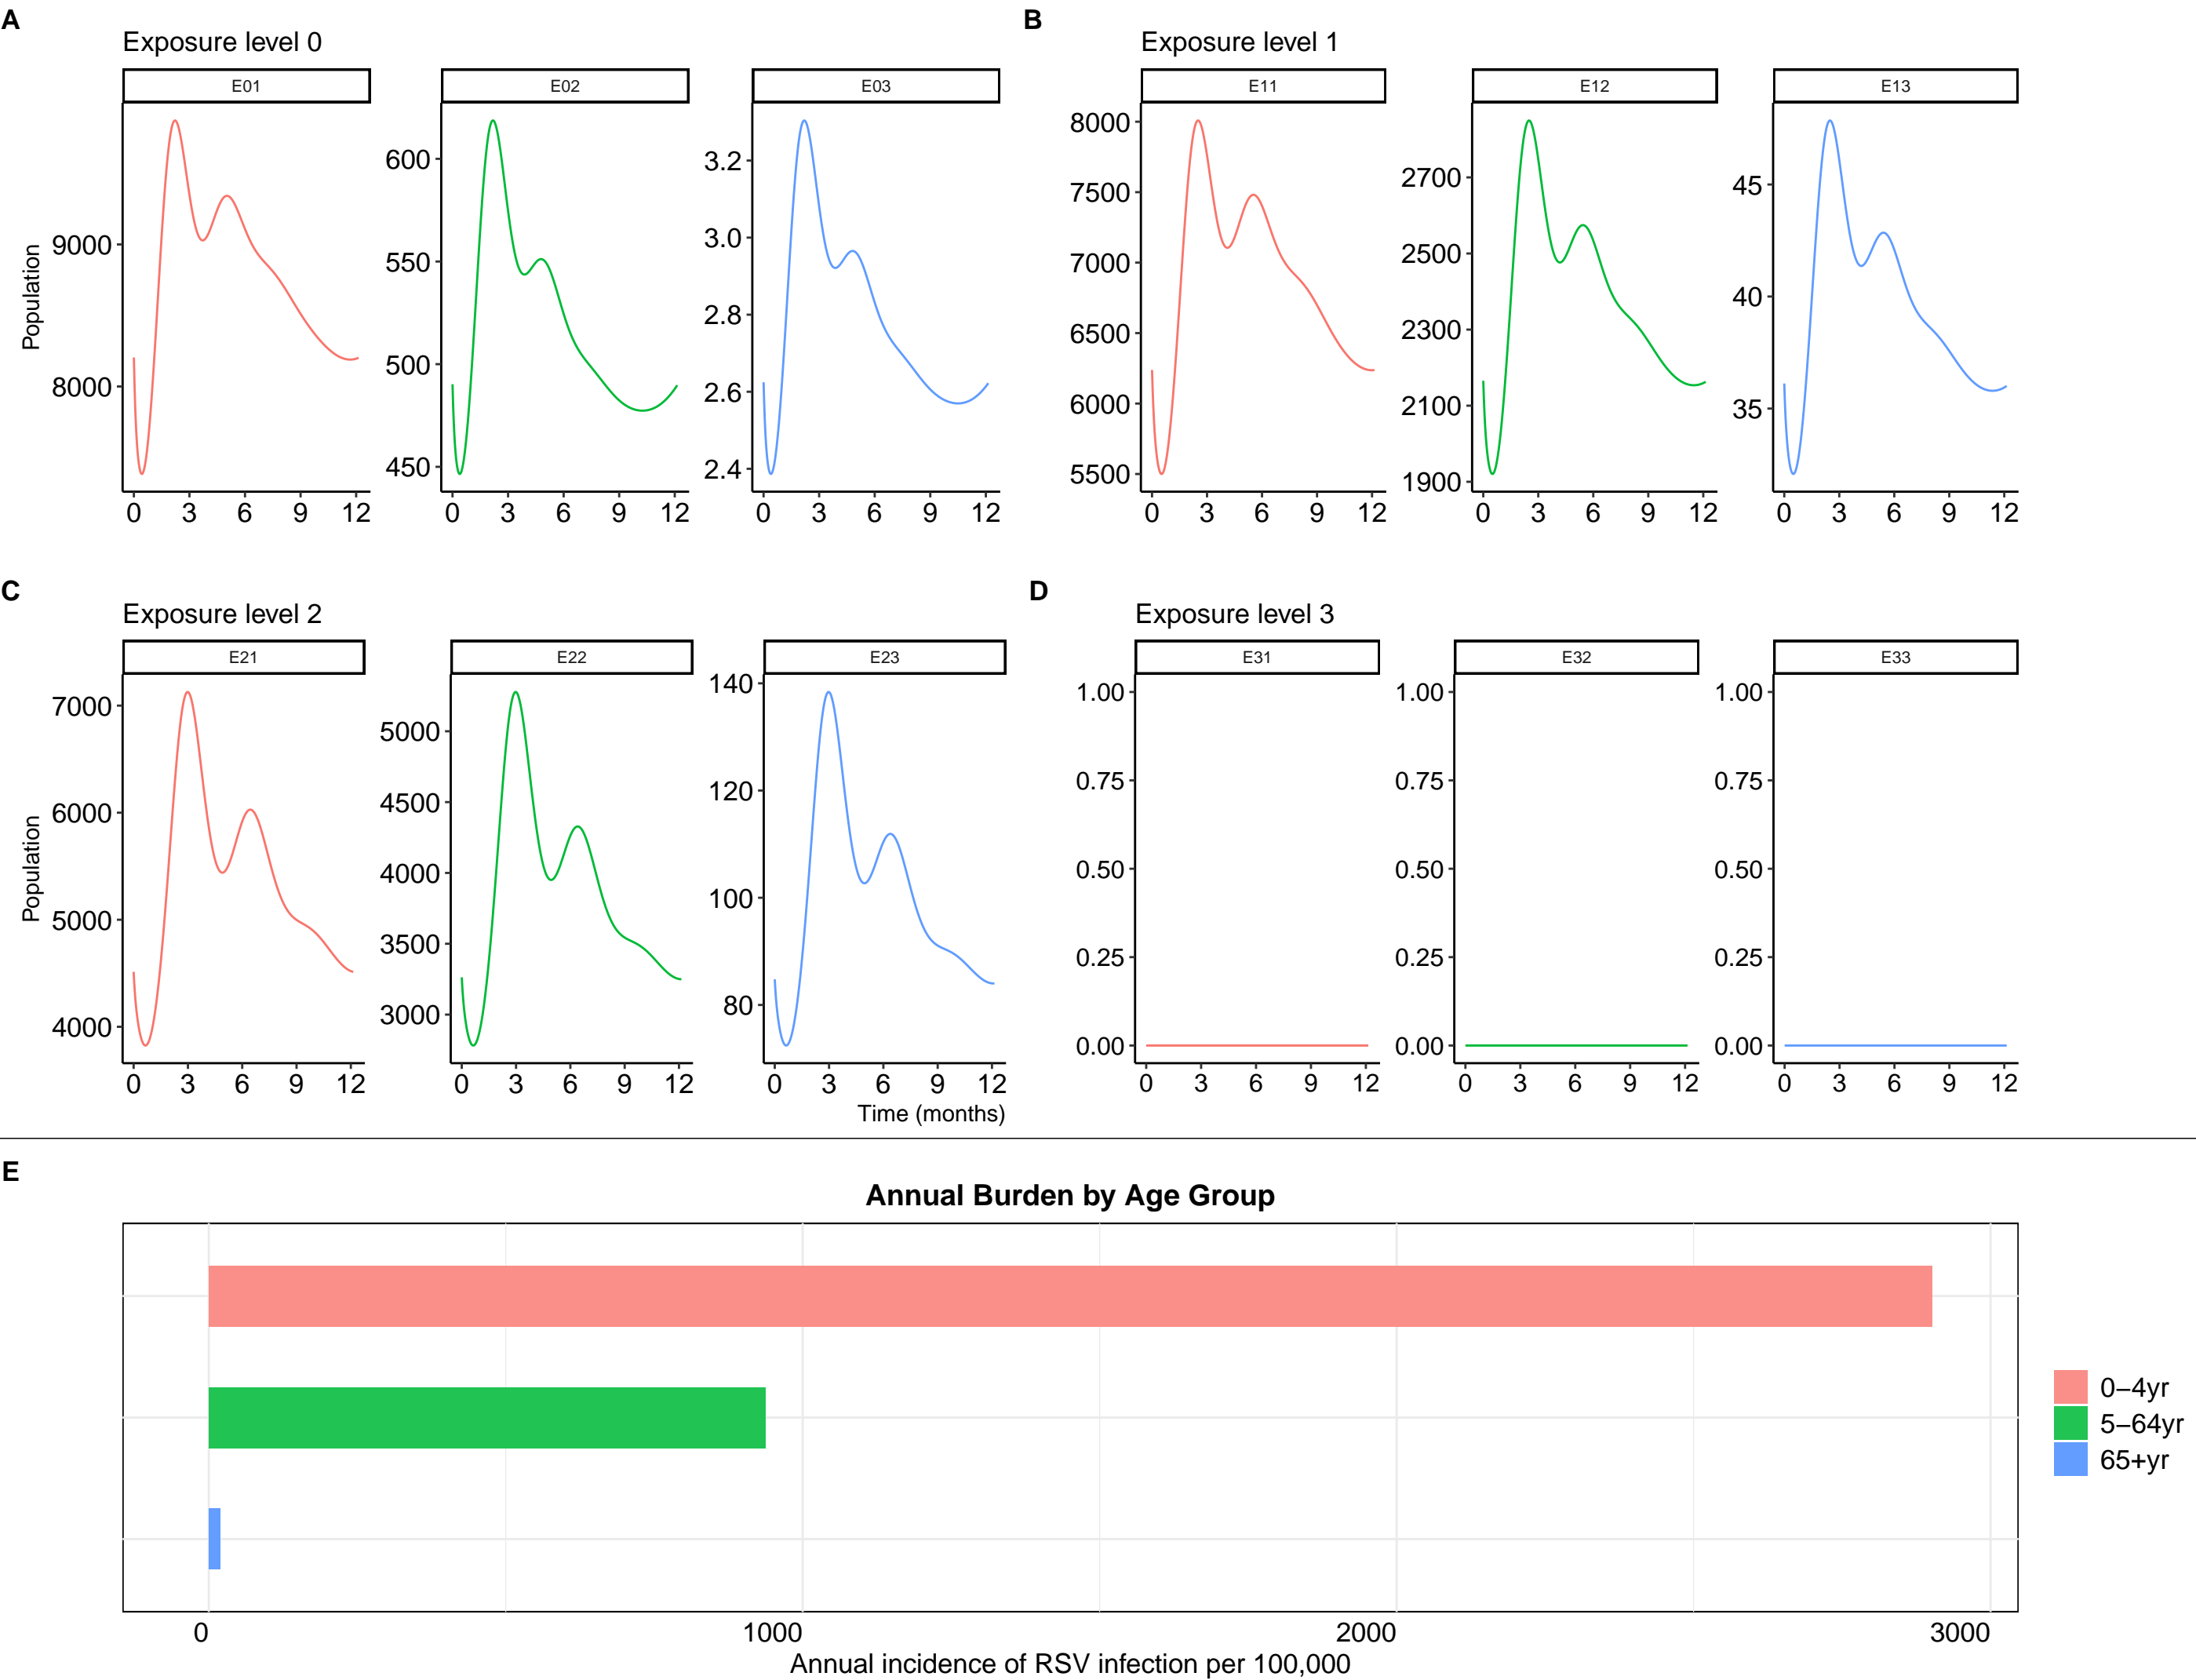 A
Exposure level 0
E01
E02
E03
Population
9000
8000
0 3 6 9 12
600
550
500
450
0 3 6 9 12
3.2
3.0
2.8
2.6
2.4
0 3 6 9 12
B
Exposure level 1
E11
E12
E13
8000
7500
7000
6500
6000
5500
0 3 6 9 12
2700
2500
2300
2100
1900
0 3 6 9 12
45
40
35
0 3 6 9 12
C
Exposure level 2
E21
E22
E23
Population
7000
6000
5000
4000
0 3 6 9 12
5000
4500
4000
3500
3000
0 3 6 9 12
140
120
100
80
0 3 6 9 12
Time (months)
D
Exposure level 3
E31
E32
E33
1.00
0.75
0.50
0.25
0.00
0 3 6 9 12
1.00
0.75
0.50
0.25
0.00
0 3 6 9 12
1.00
0.75
0.50
0.25
0.00
0 3 6 9 12
E
Annual Burden by Age Group
0–4yr
5–64yr
65+yr
0 1000 2000 3000
Annual incidence of RSV infection per 100,000